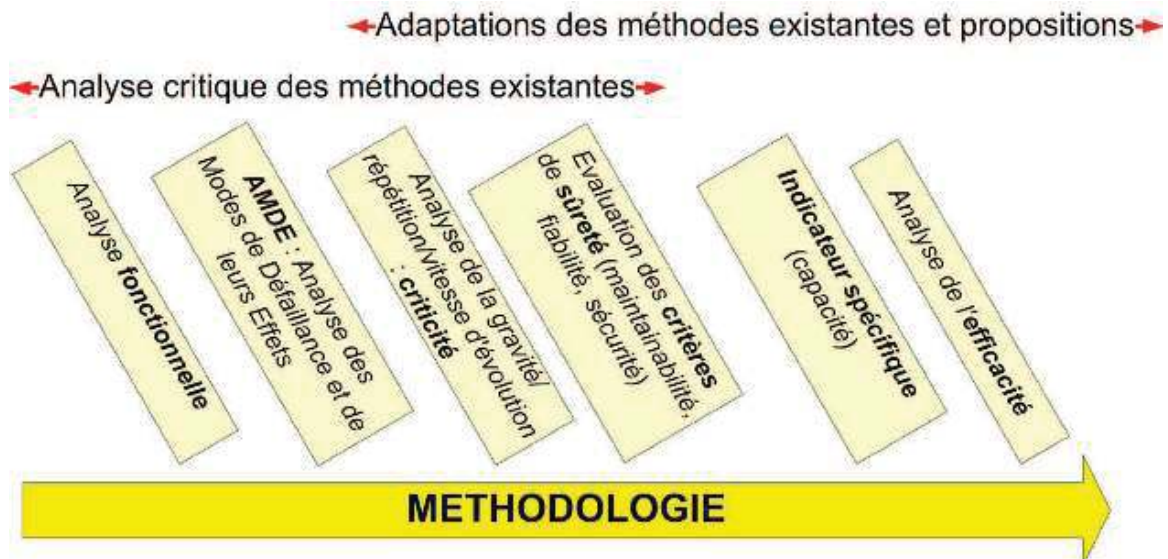 Adaptations des méthodes existantes et propositions
Analyse critique des méthodes existantes
Analyse fonctionnelle
AMDE : Analyse des
Modes de Défaillance et de
leurs Effets
Analyse de la gravité/
répétition/vitesse d'évolution
: criticité
Evaluation des critères
de sûreté (maintainabilité,
fiabilité, sécurité)
Indicateur spécifique
(capacité)
Analyse de l'efficacité
METHODOLOGIE